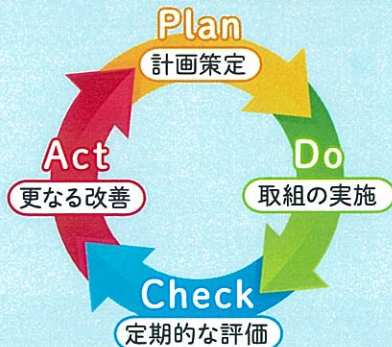 Plan
計画策定
Do
取組の実施
Check
定期的な評価
Act
更なる改善